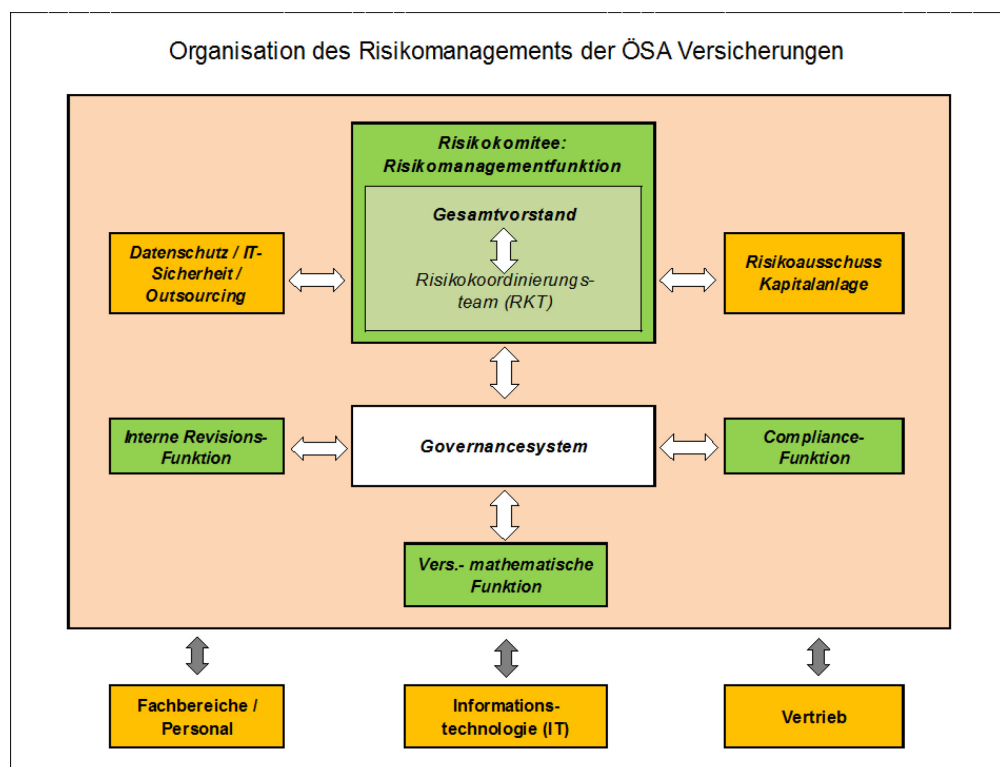 Organisation des Risikomanagements der ÖSA Versicherungen
Risikokomitee:
Risikomanagementfunktion
Gesamtvorstand
Risikokoordinierungs-
team (RKT)
Datenschutz / IT-
Sicherheit /
Outsourcing
Risikoausschuss
Kapitalanlage
Interne Revisions-
Funktion
Governancesystem
Compliance-
Funktion
Vers.- mathematische
Funktion
Fachbereiche /
Personal
Informations-
technologie (IT)
Vertrieb